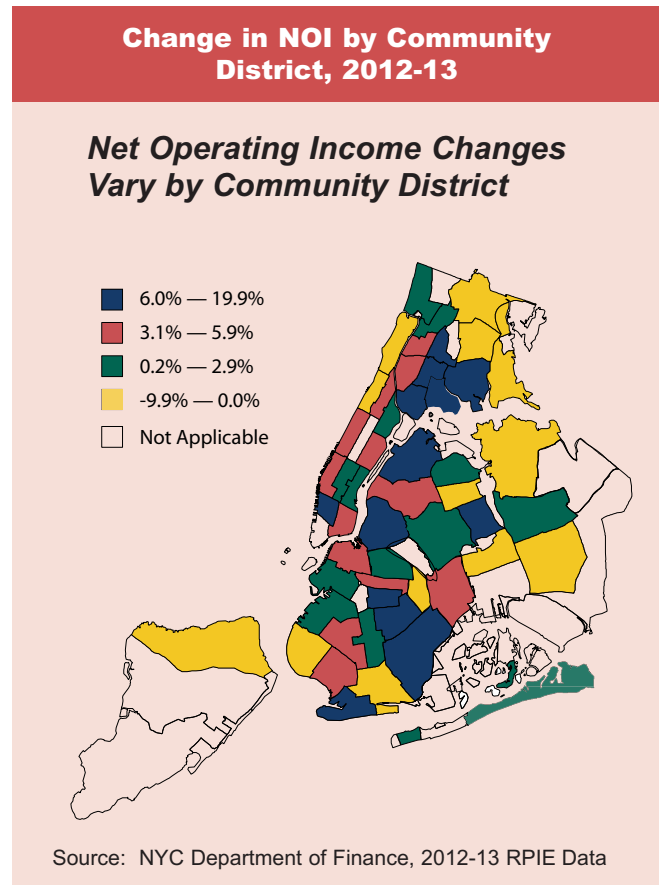 Change in NOI by Community
District, 2012-13
Net Operating Income Changes
Vary by Community District
6.0% — 19.9%
3.1% — 5.9%
0.2% — 2.9%
-9.9% — 0.0%
Not Applicable
Source: NYC Department of Finance, 2012-13 RPIE Data